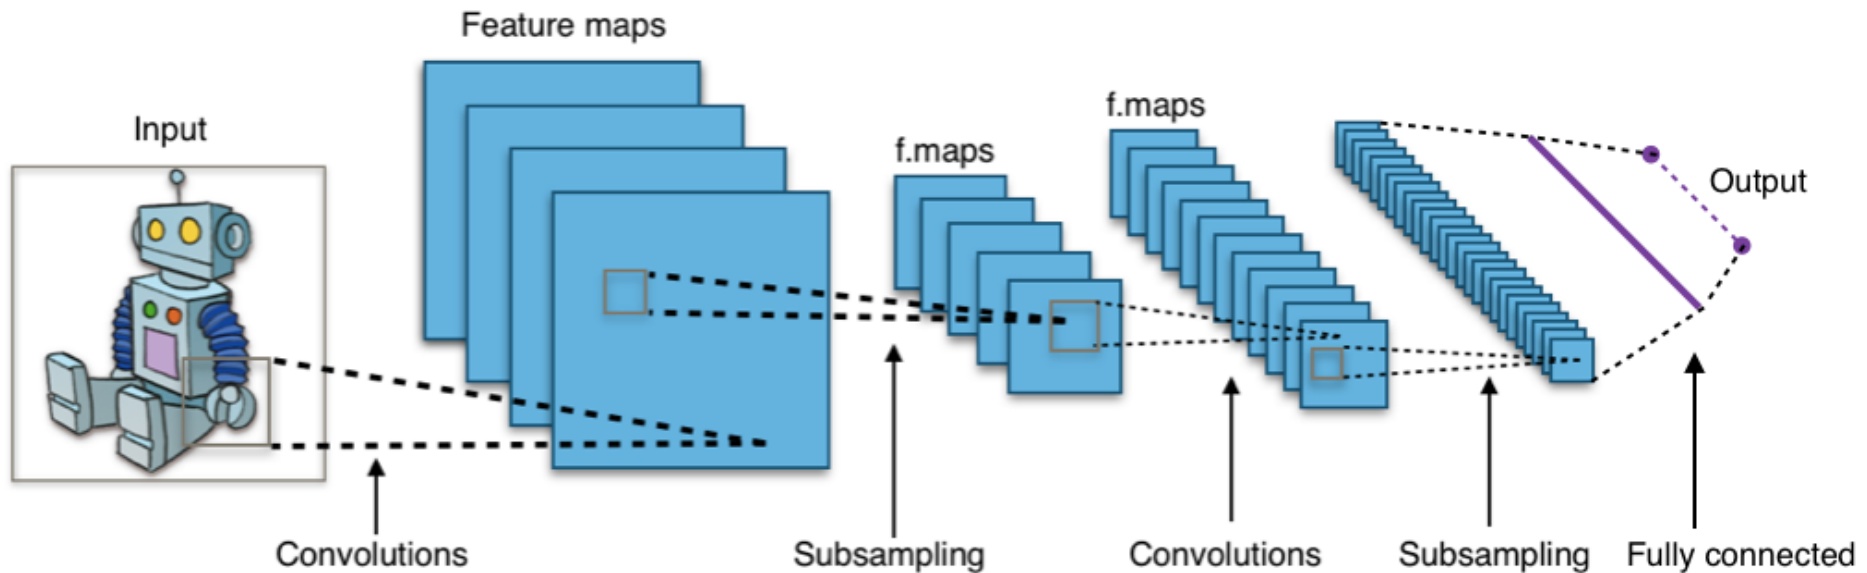 Feature maps
Input
f.maps
f.maps
Output
Convolutions
Subsampling
Convolutions
Subsampling
Fully connected